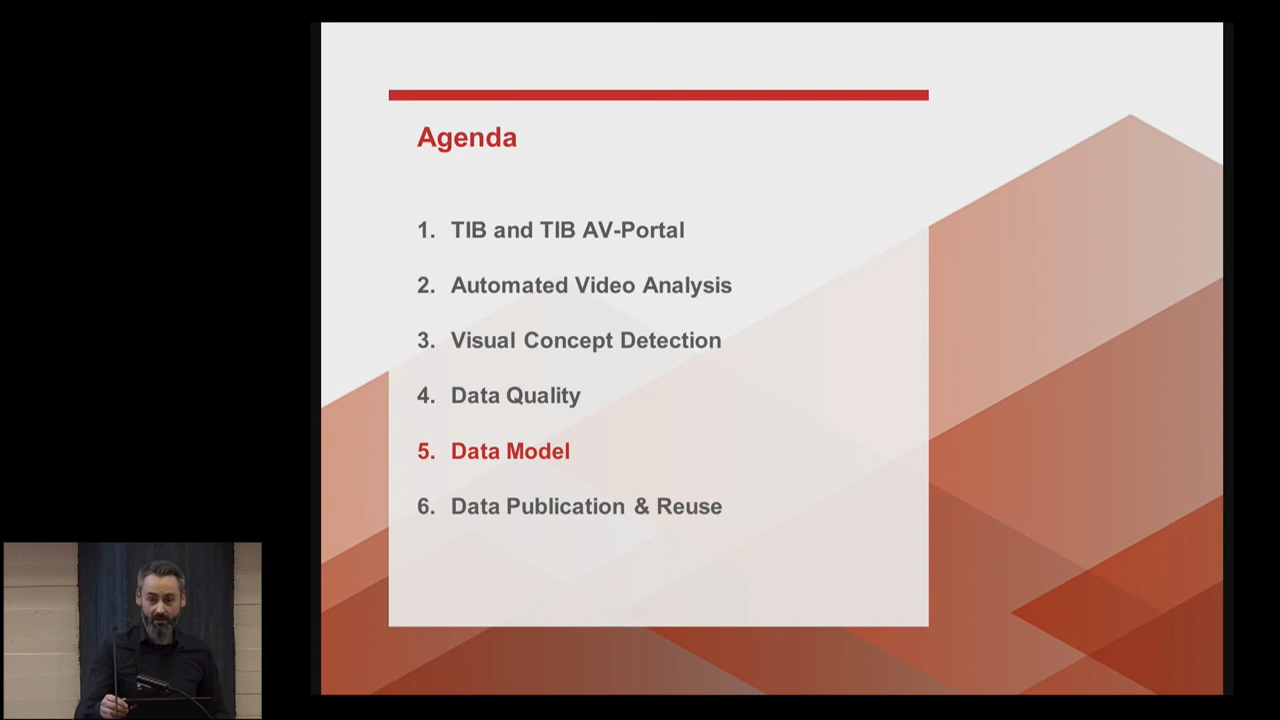 Agenda
1. TIB and TIB AV-Portal
2. Automated Video Analysis
3. Visual Concept Detection
4. Data Quality
5. Data Model
6. Data Publication & Reuse